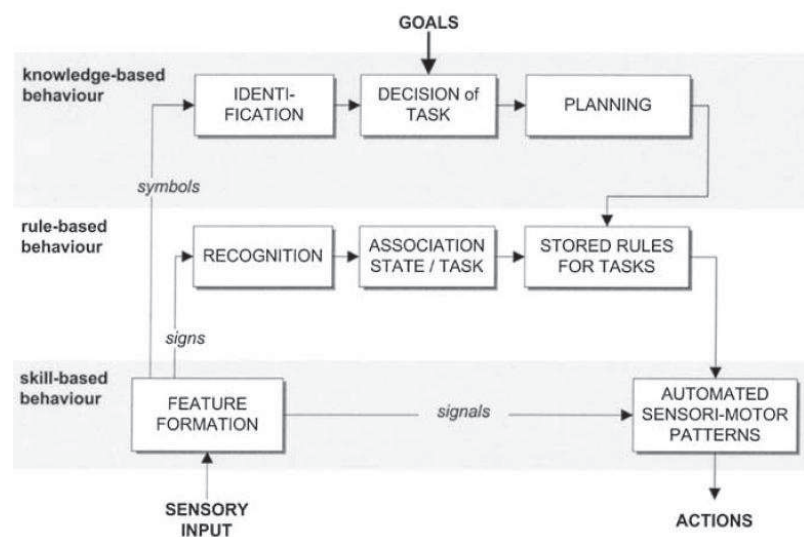 GOALS
knowledge-based
behaviour
IDENTI-
FICATION
DECISION of
TASK
PLANNING
symbols
rule-based
behaviour
RECOGNITION
ASSOCIATION
STATE / TASK
STORED RULES
FOR TASKS
signs
skill-based
behaviour
FEATURE
FORMATION
signals
AUTOMATED
SENSORI-MOTOR
PATTERNS
SENSORY
INPUT
ACTIONS